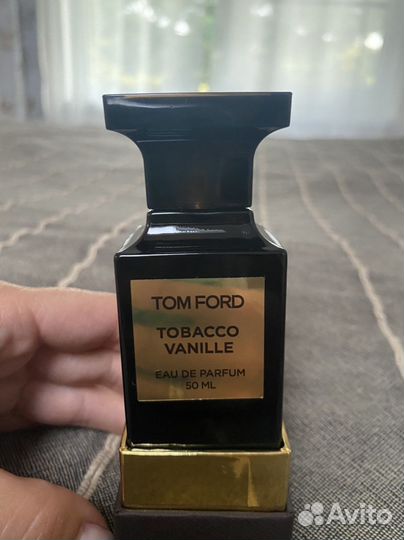 TOM FORD
TOBACCO
VANILLE
EAU DE PARFUM
50 ML
Avito